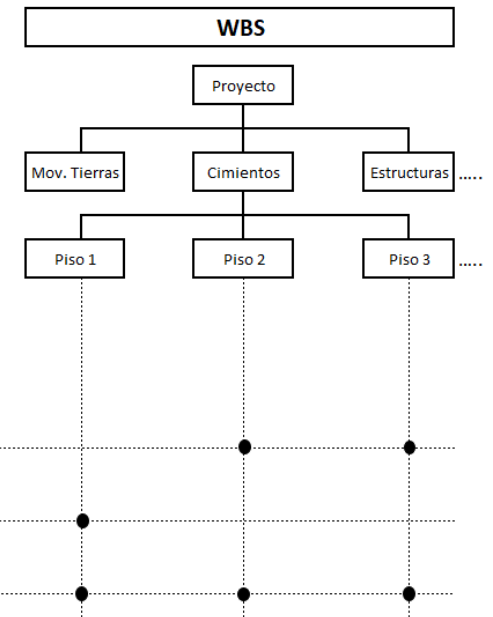 WBS
Proyecto
Mov. Tierras Cimientos Estructuras .....
Piso 1 Piso 2 Piso 3 .....